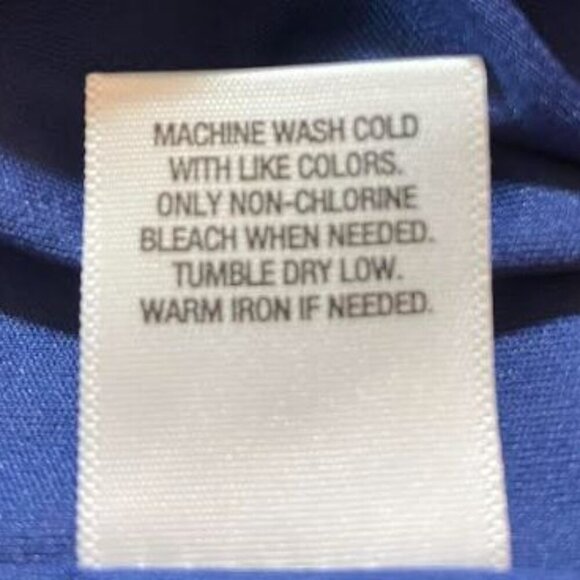 MACHINE WASH COLD
WITH LIKE COLORS.
ONLY NON-CHLORINE
BLEACH WHEN NEEDED.
TUMBLE DRY LOW.
WARM IRON IF NEEDED.